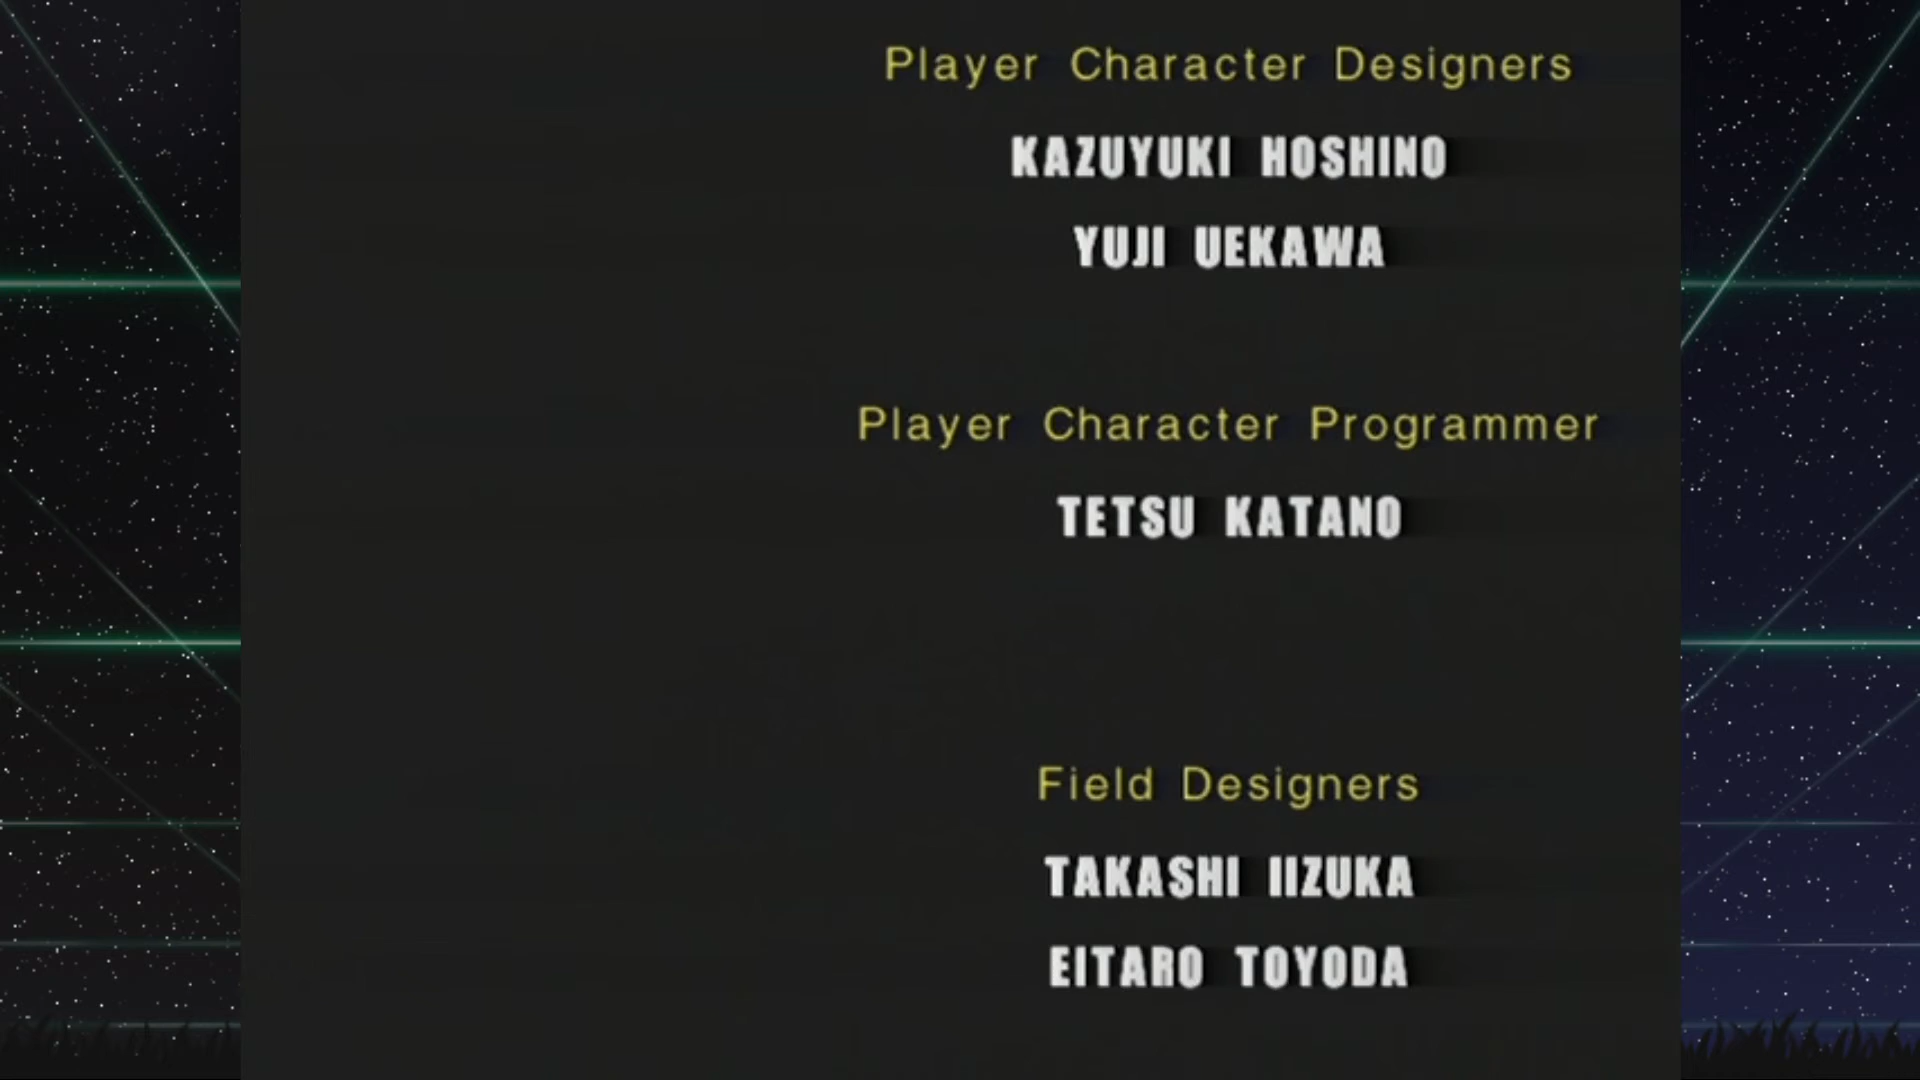 Player Character Designers
KAZUYUKI HOSHINO
YUJI UEKAWA
Player Character Programmer
TETSU KATANO
Field Designers
TAKASHI IIZUKA
EITARO TOYODA